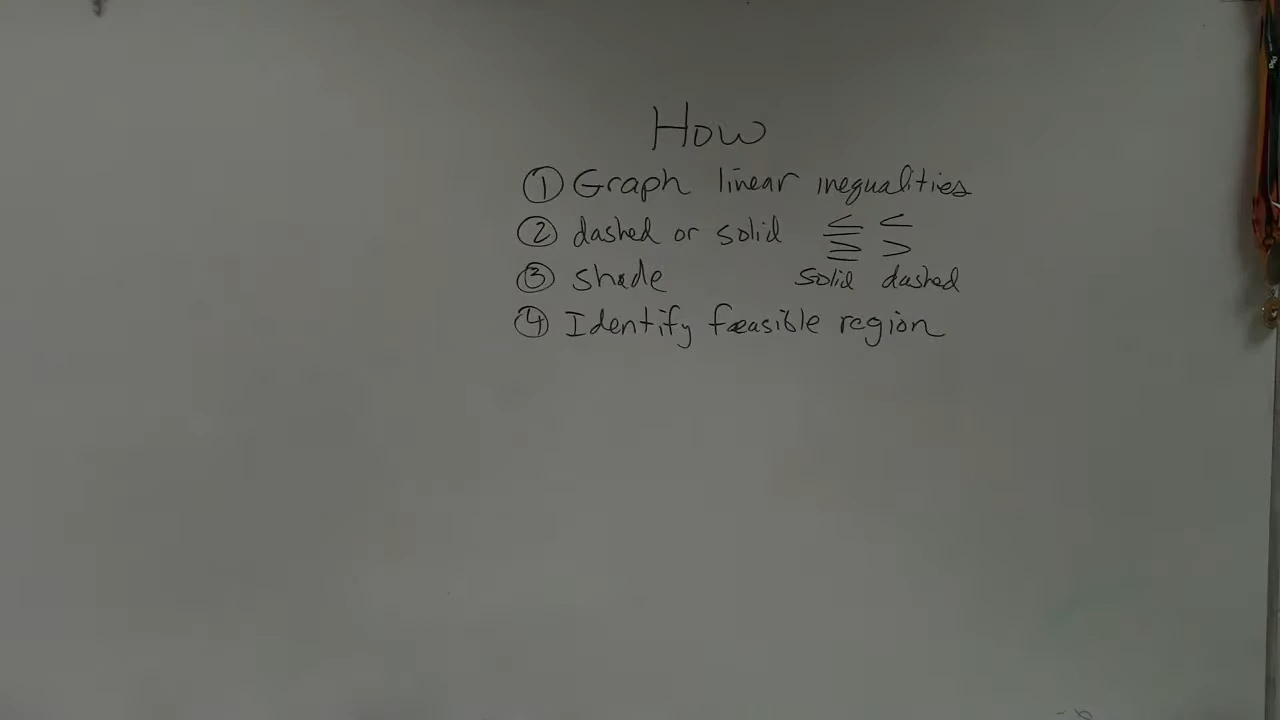 How
① Graph linear inequalities
② dashed or solid ≤ <
≥ >
③ shade solid dashed
④ Identify feasible region